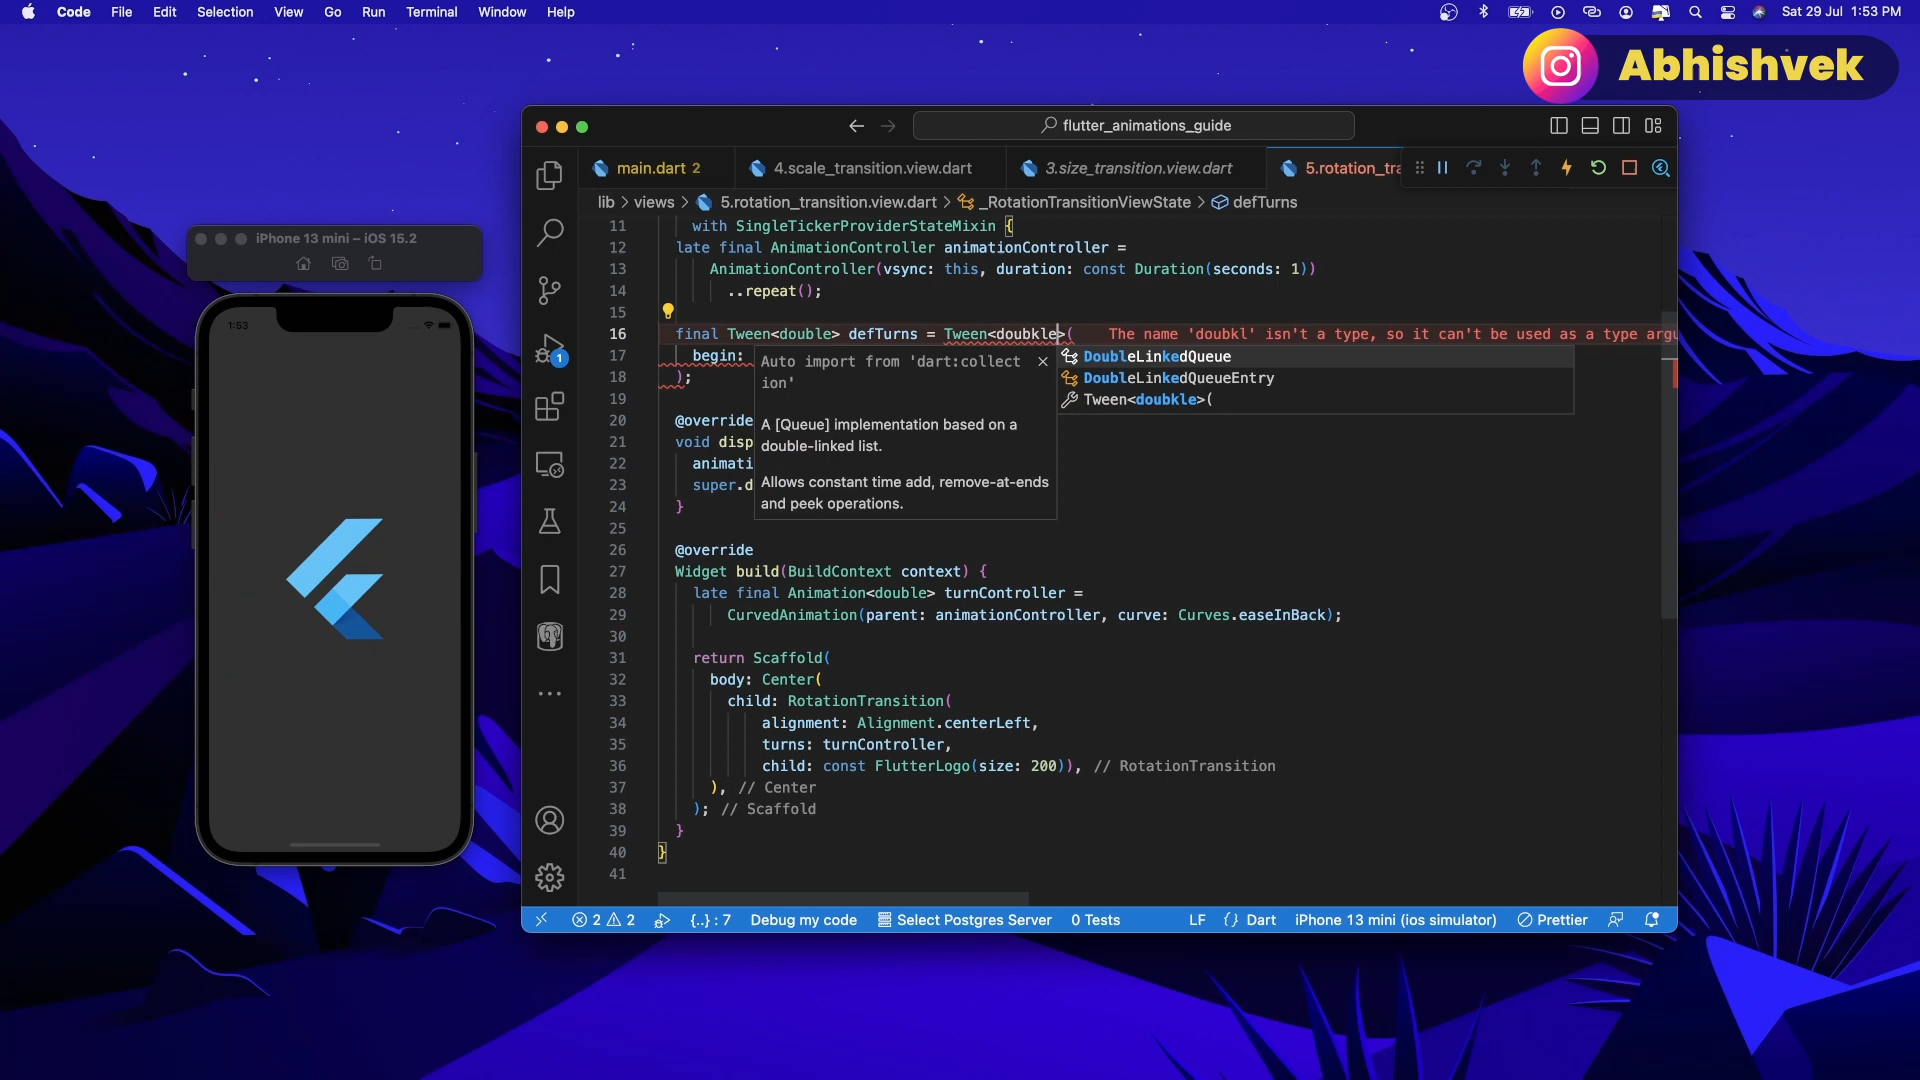 Code File Edit Selection View Go Run Terminal Window Help
Sat 29 Jul 1:53 PM
Abhishvek
flutter_animations_guide
main.dart 2
4.scale_transition.view.dart
3.size_transition.view.dart
5.rotation_tra
lib > views > 5.rotation_transition.view.dart > _RotationTransitionViewState > defTurns
iPhone 13 mini – iOS 15.2
1:53
11 with SingleTickerProviderStateMixin {
12 late final AnimationController animationController =
13 AnimationController(vsync: this, duration: const Duration(seconds: 1))
14 ..repeat();
15
16 final Tween<double> defTurns = Tween<doubkle>( The name 'doubkl' isn't a type, so it can't be used as a type argu
17 begin:
18 );
19
20 @override
21 void disp
22 animati
23 super.d
24 }
25
26 @override
27 Widget build(BuildContext context) {
28 late final Animation<double> turnController =
29 CurvedAnimation(parent: animationController, curve: Curves.easeInBack);
30
31 return Scaffold(
32 body: Center(
33 child: RotationTransition(
34 alignment: Alignment.centerLeft,
35 turns: turnController,
36 child: const FlutterLogo(size: 200)), // RotationTransition
37 ), // Center
38 ); // Scaffold
39 }
40 }
41
Auto import from 'dart:collect
ion'
A [Queue] implementation based on a
double-linked list.
Allows constant time add, remove-at-ends
and peek operations.
DoubleLinkedQueue
DoubleLinkedQueueEntry
Tween<doubkle>(
1
2 2 {..} : 7 Debug my code Select Postgres Server 0 Tests
LF {} Dart iPhone 13 mini (ios simulator) Prettier